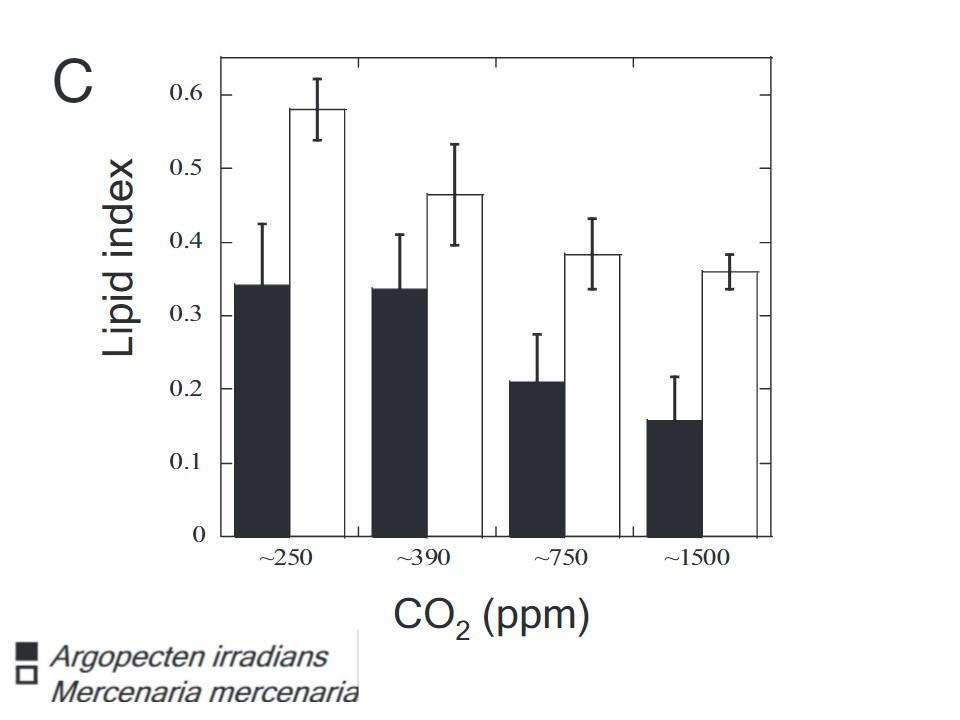 C
Lipid index
0.6
0.5
0.4
0.3
0.2
0.1
0
~250 ~390 ~750 ~1500
CO2 (ppm)
Argopecten irradians
Mercenaria mercenaria